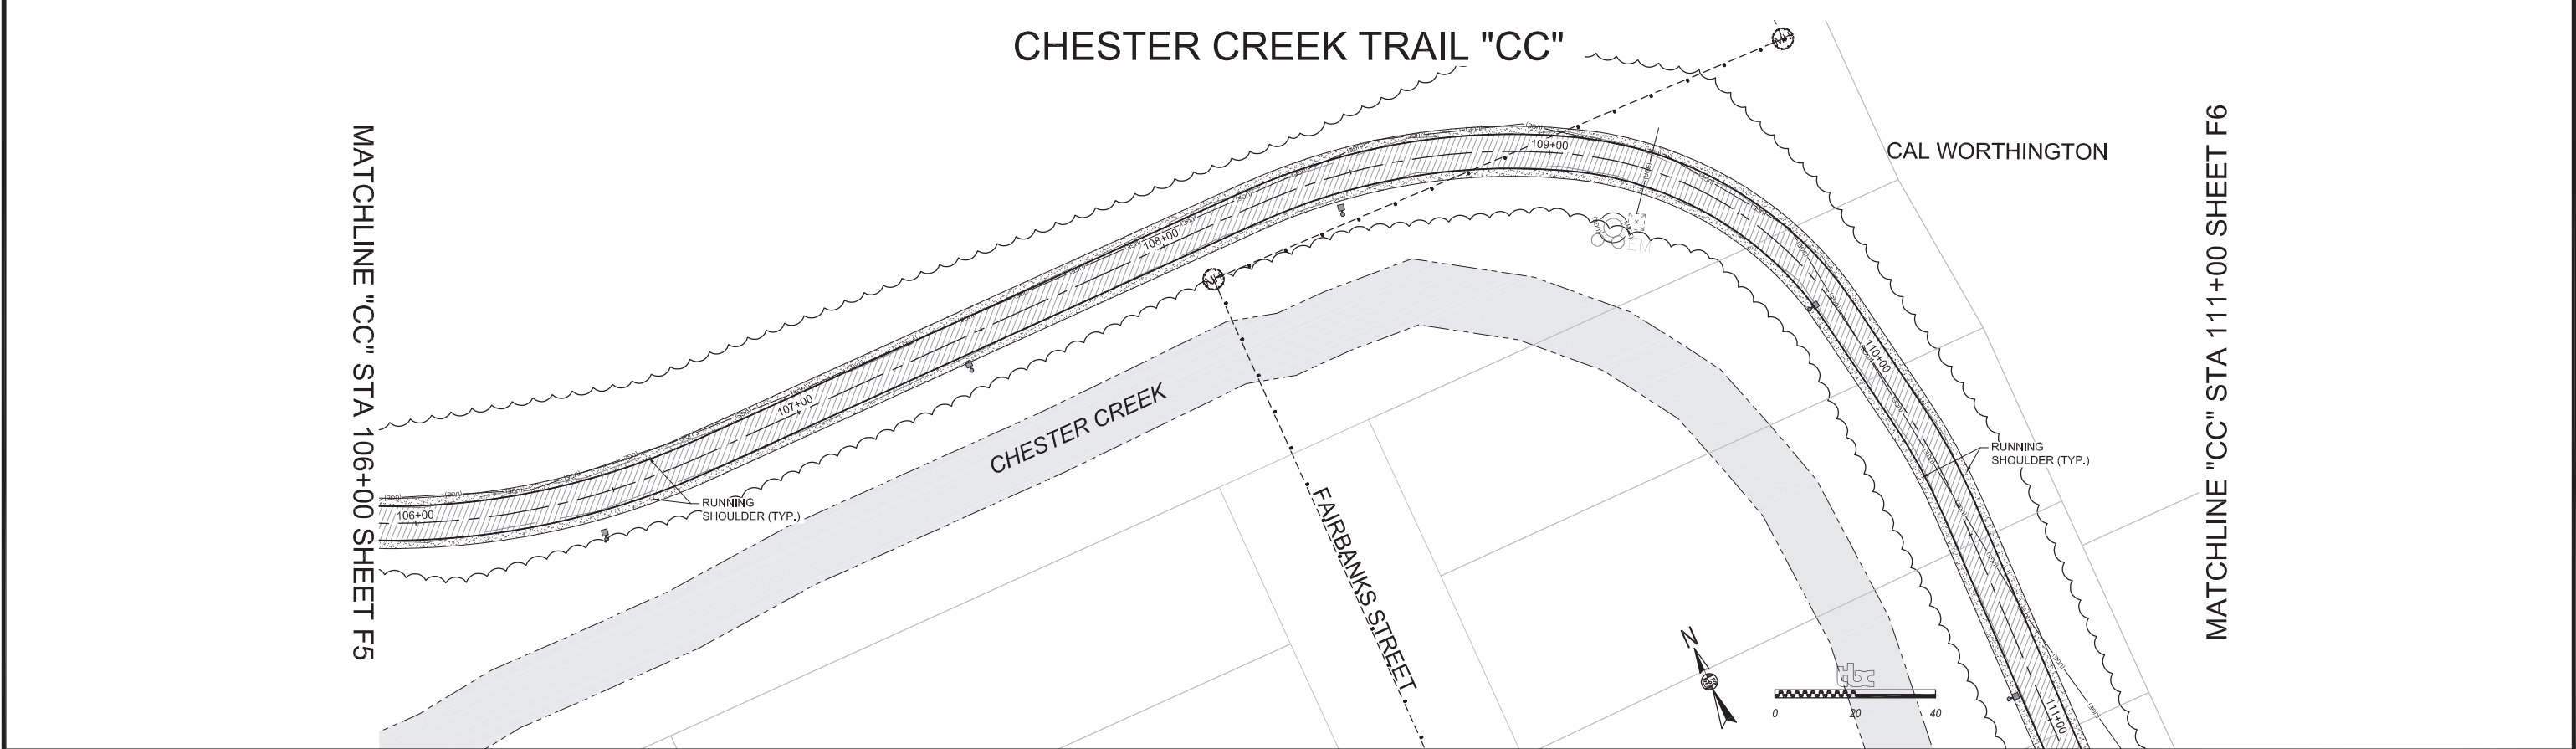 CHESTER CREEK TRAIL "CC"
MATCHLINE "CC" STA 106+00 SHEET F5
106+00
107+00
108+00
109+00
110+00
111+00
RUNNING
SHOULDER (TYP.)
CHESTER CREEK
MH
FAIRBANKS STREET
EM
CAL WORTHINGTON
RUNNING
SHOULDER (TYP.)
N
0 20 40
MATCHLINE "CC" STA 111+00 SHEET F6